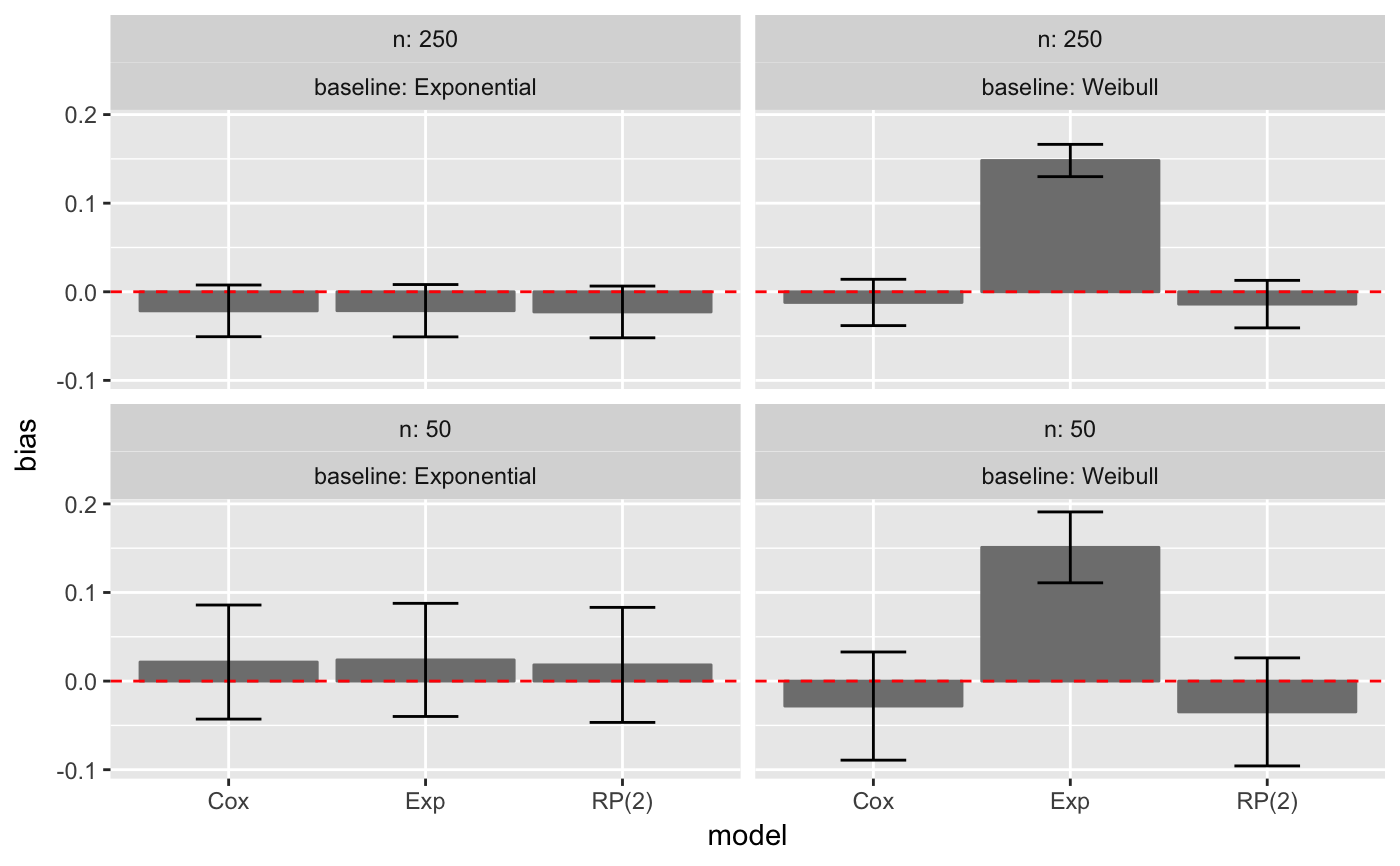 n: 250
baseline: Exponential
n: 250
baseline: Weibull
0.2
0.1
0.0
-0.1
n: 50
baseline: Exponential
n: 50
baseline: Weibull
0.2
0.1
0.0
-0.1
bias
Cox Exp RP(2) Cox Exp RP(2)
model